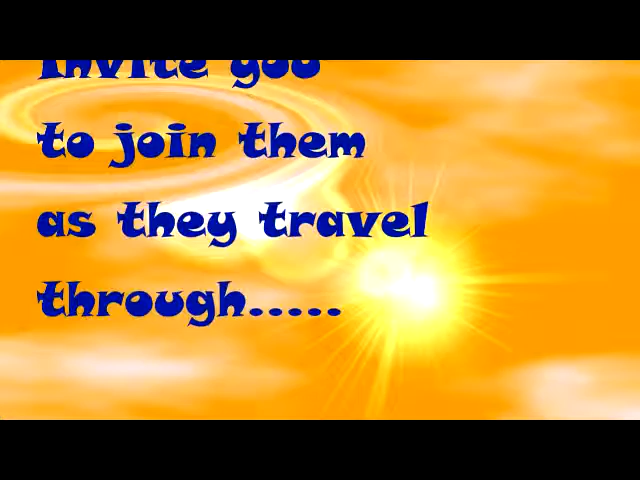 Invite you
to join them
as they travel
through.....